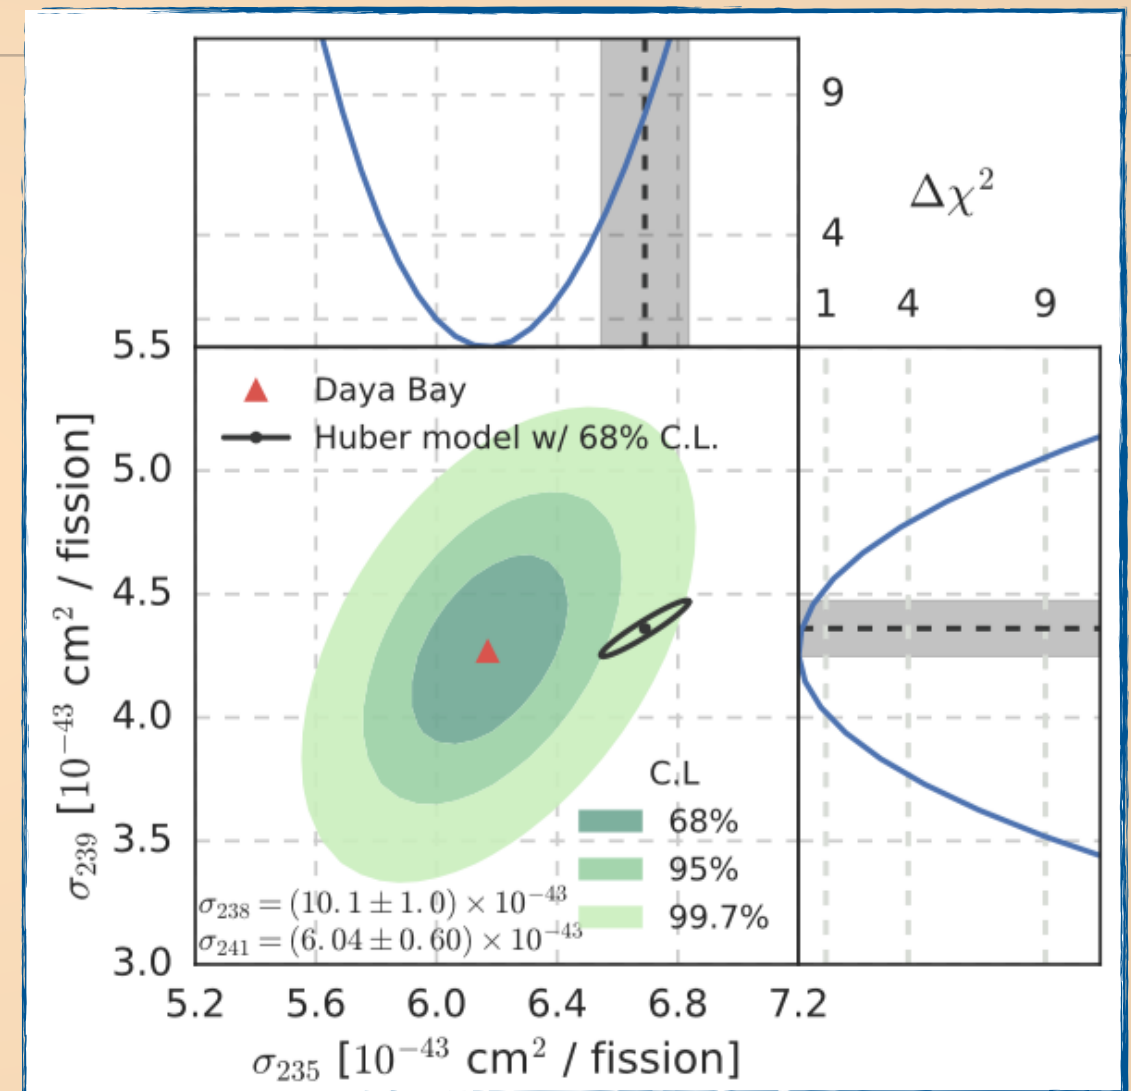 9
Δχ²
4
1 4 9
5.5
Daya Bay
Huber model w/ 68% C.L.
5.0
4.5
4.0
3.5
3.0
σ₂₃₉ [10⁻⁴³ cm² / fission]
C.L
68%
95%
99.7%
σ₂₃₈ = (10.1 ± 1.0) × 10⁻⁴³
σ₂₄₁ = (6.04 ± 0.60) × 10⁻⁴³
5.2 5.6 6.0 6.4 6.8 7.2
σ₂₃₅ [10⁻⁴³ cm² / fission]